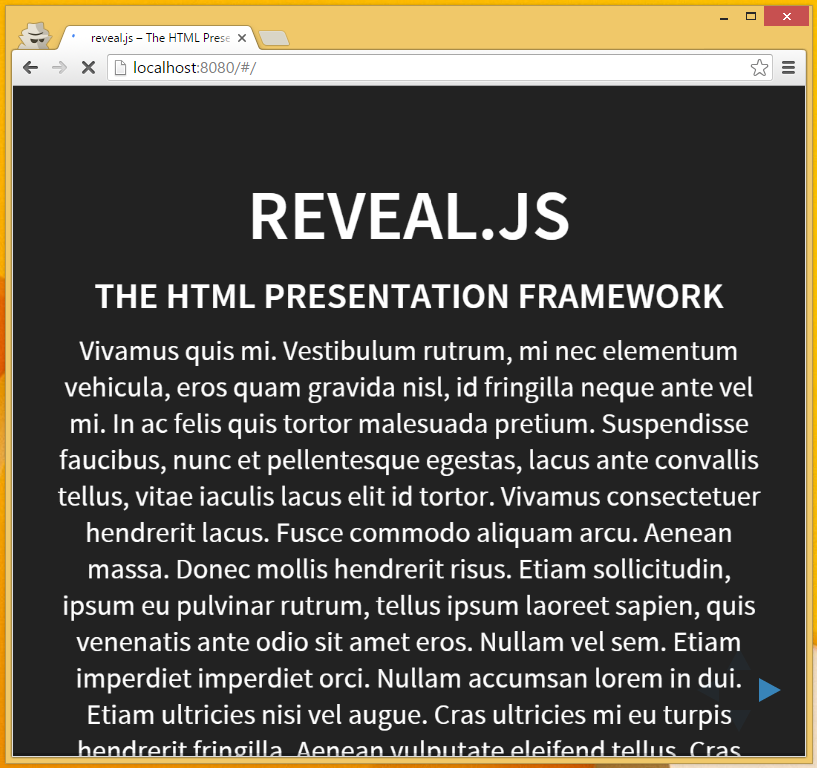 reveal.js – The HTML Prese
localhost:8080/#/
REVEAL.JS
THE HTML PRESENTATION FRAMEWORK
Vivamus quis mi. Vestibulum rutrum, mi nec elementum
vehicula, eros quam gravida nisl, id fringilla neque ante vel
mi. In ac felis quis tortor malesuada pretium. Suspendisse
faucibus, nunc et pellentesque egestas, lacus ante convallis
tellus, vitae iaculis lacus elit id tortor. Vivamus consectetuer
hendrerit lacus. Fusce commodo aliquam arcu. Aenean
massa. Donec mollis hendrerit risus. Etiam sollicitudin,
ipsum eu pulvinar rutrum, tellus ipsum laoreet sapien, quis
venenatis ante odio sit amet eros. Nullam vel sem. Etiam
imperdiet imperdiet orci. Nullam accumsan lorem in dui.
Etiam ultricies nisi vel augue. Cras ultricies mi eu turpis
hendrerit fringilla. Aenean vulputate eleifend tellus. Cras